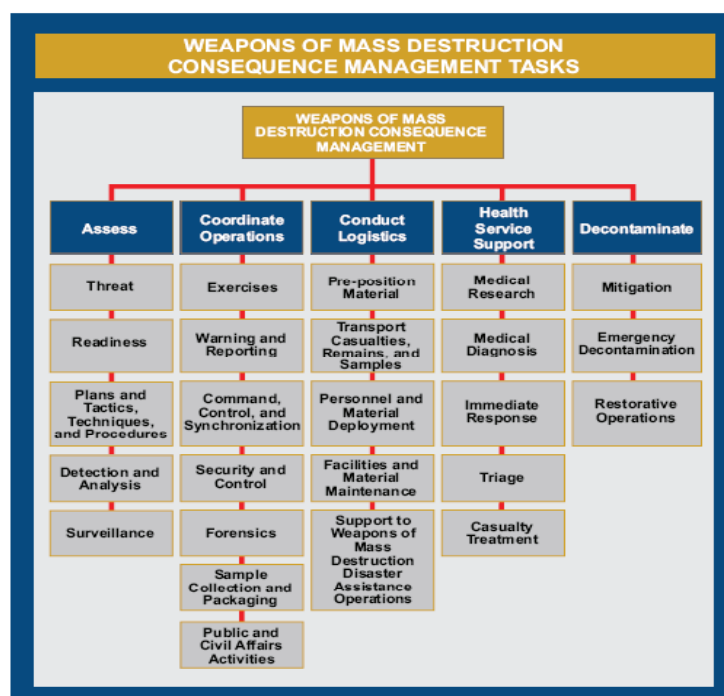 WEAPONS OF MASS DESTRUCTION
CONSEQUENCE MANAGEMENT TASKS
WEAPONS OF MASS
DESTRUCTION CONSEQUENCE
MANAGEMENT
Assess
Threat
Readiness
Plans and
Tactics,
Techniques,
and Procedures
Detection and
Analysis
Surveillance
Coordinate
Operations
Exercises
Warning and
Reporting
Command,
Control, and
Synchronization
Security and
Control
Forensics
Sample
Collection and
Packaging
Public and
Civil Affairs
Activities
Conduct
Logistics
Pre-position
Material
Transport
Casualties,
Remains, and
Samples
Personnel and
Material
Deployment
Facilities and
Material
Maintenance
Support to
Weapons of
Mass
Destruction
Disaster
Assistance
Operations
Health
Service
Support
Medical
Research
Medical
Diagnosis
Immediate
Response
Triage
Casualty
Treatment
Decontaminate
Mitigation
Emergency
Decontamination
Restorative
Operations